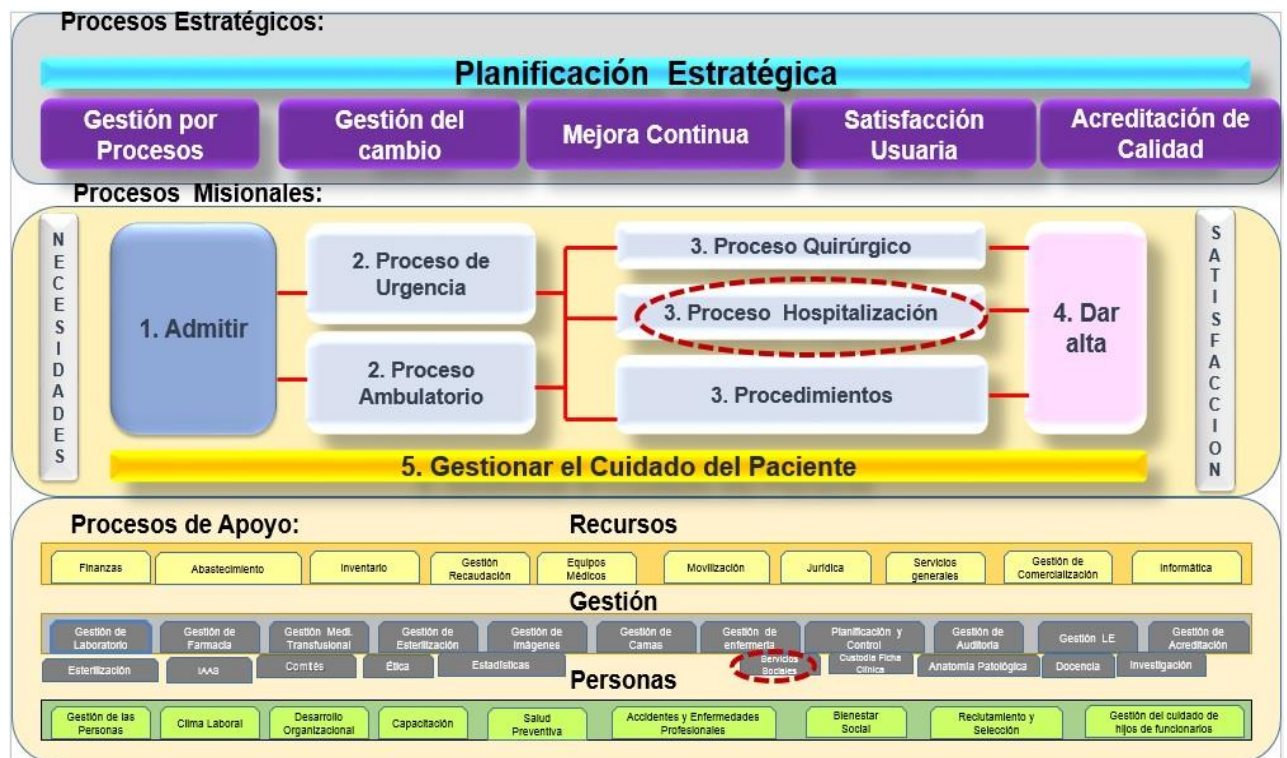 Procesos Estratégicos:
Planificación Estratégica
Gestión por
Procesos
Gestión del
cambio
Mejora Continua
Satisfacción
Usuaria
Acreditación de
Calidad
Procesos Misionales:
NECESIDADES
1. Admitir
2. Proceso de
Urgencia
2. Proceso
Ambulatorio
3. Proceso Quirúrgico
3. Proceso Hospitalización
3. Procedimientos
4. Dar
alta
SATISFACCION
5. Gestionar el Cuidado del Paciente
Procesos de Apoyo:
Recursos
Finanzas
Abastecimiento
Inventario
Gestión
Recaudación
Equipos
Médicos
Movilización
Jurídica
Servicios
generales
Gestión de
Comercialización
Informática
Gestión
Gestión de
Laboratorio
Gestión de
Farmacia
Gestión Medi.
Transfusional
Gestión de
Esterilización
Gestión de
Imágenes
Gestión de
Camas
Gestión de
enfermería
Planificación y
Control
Gestión de
Auditoria
Gestión LE
Gestión de
Acreditación
Esterilización
IAAS
Comités
Ética
Estadísticas
Servicios
Sociales
Custodia Ficha
Clínica
Anatomía Patológica
Docencia
Investigación
Personas
Gestión de las
Personas
Clima Laboral
Desarrollo
Organizacional
Capacitación
Salud
Preventiva
Accidentes y Enfermedades
Profesionales
Bienestar
Social
Reclutamiento y
Selección
Gestión del cuidado de
hijos de funcionarios